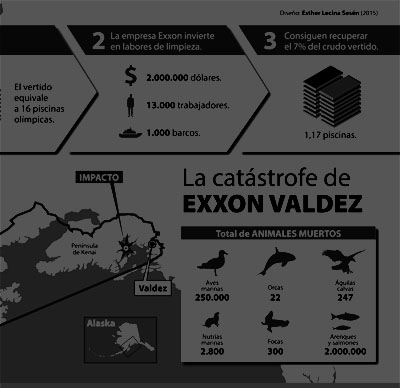 Diseño: Esther Lecina Sesén (2015)
El vertido
equivale
a 16 piscinas
olímpicas.
2 La empresa Exxon invierte
en labores de limpieza.
$ 2.000.000 dólares.
13.000 trabajadores.
1.000 barcos.
3 Consiguen recuperar
el 7% del crudo vertido.
1,17 piscinas.
IMPACTO
Península
de Kenai
Valdez
Alaska
La catástrofe de
EXXON VALDEZ
Total de ANIMALES MUERTOS
Aves
marinas
250.000
Orcas
22
Águilas
calvas
247
Nutrias
marinas
2.800
Focas
300
Arenques
y salmones
2.000.000